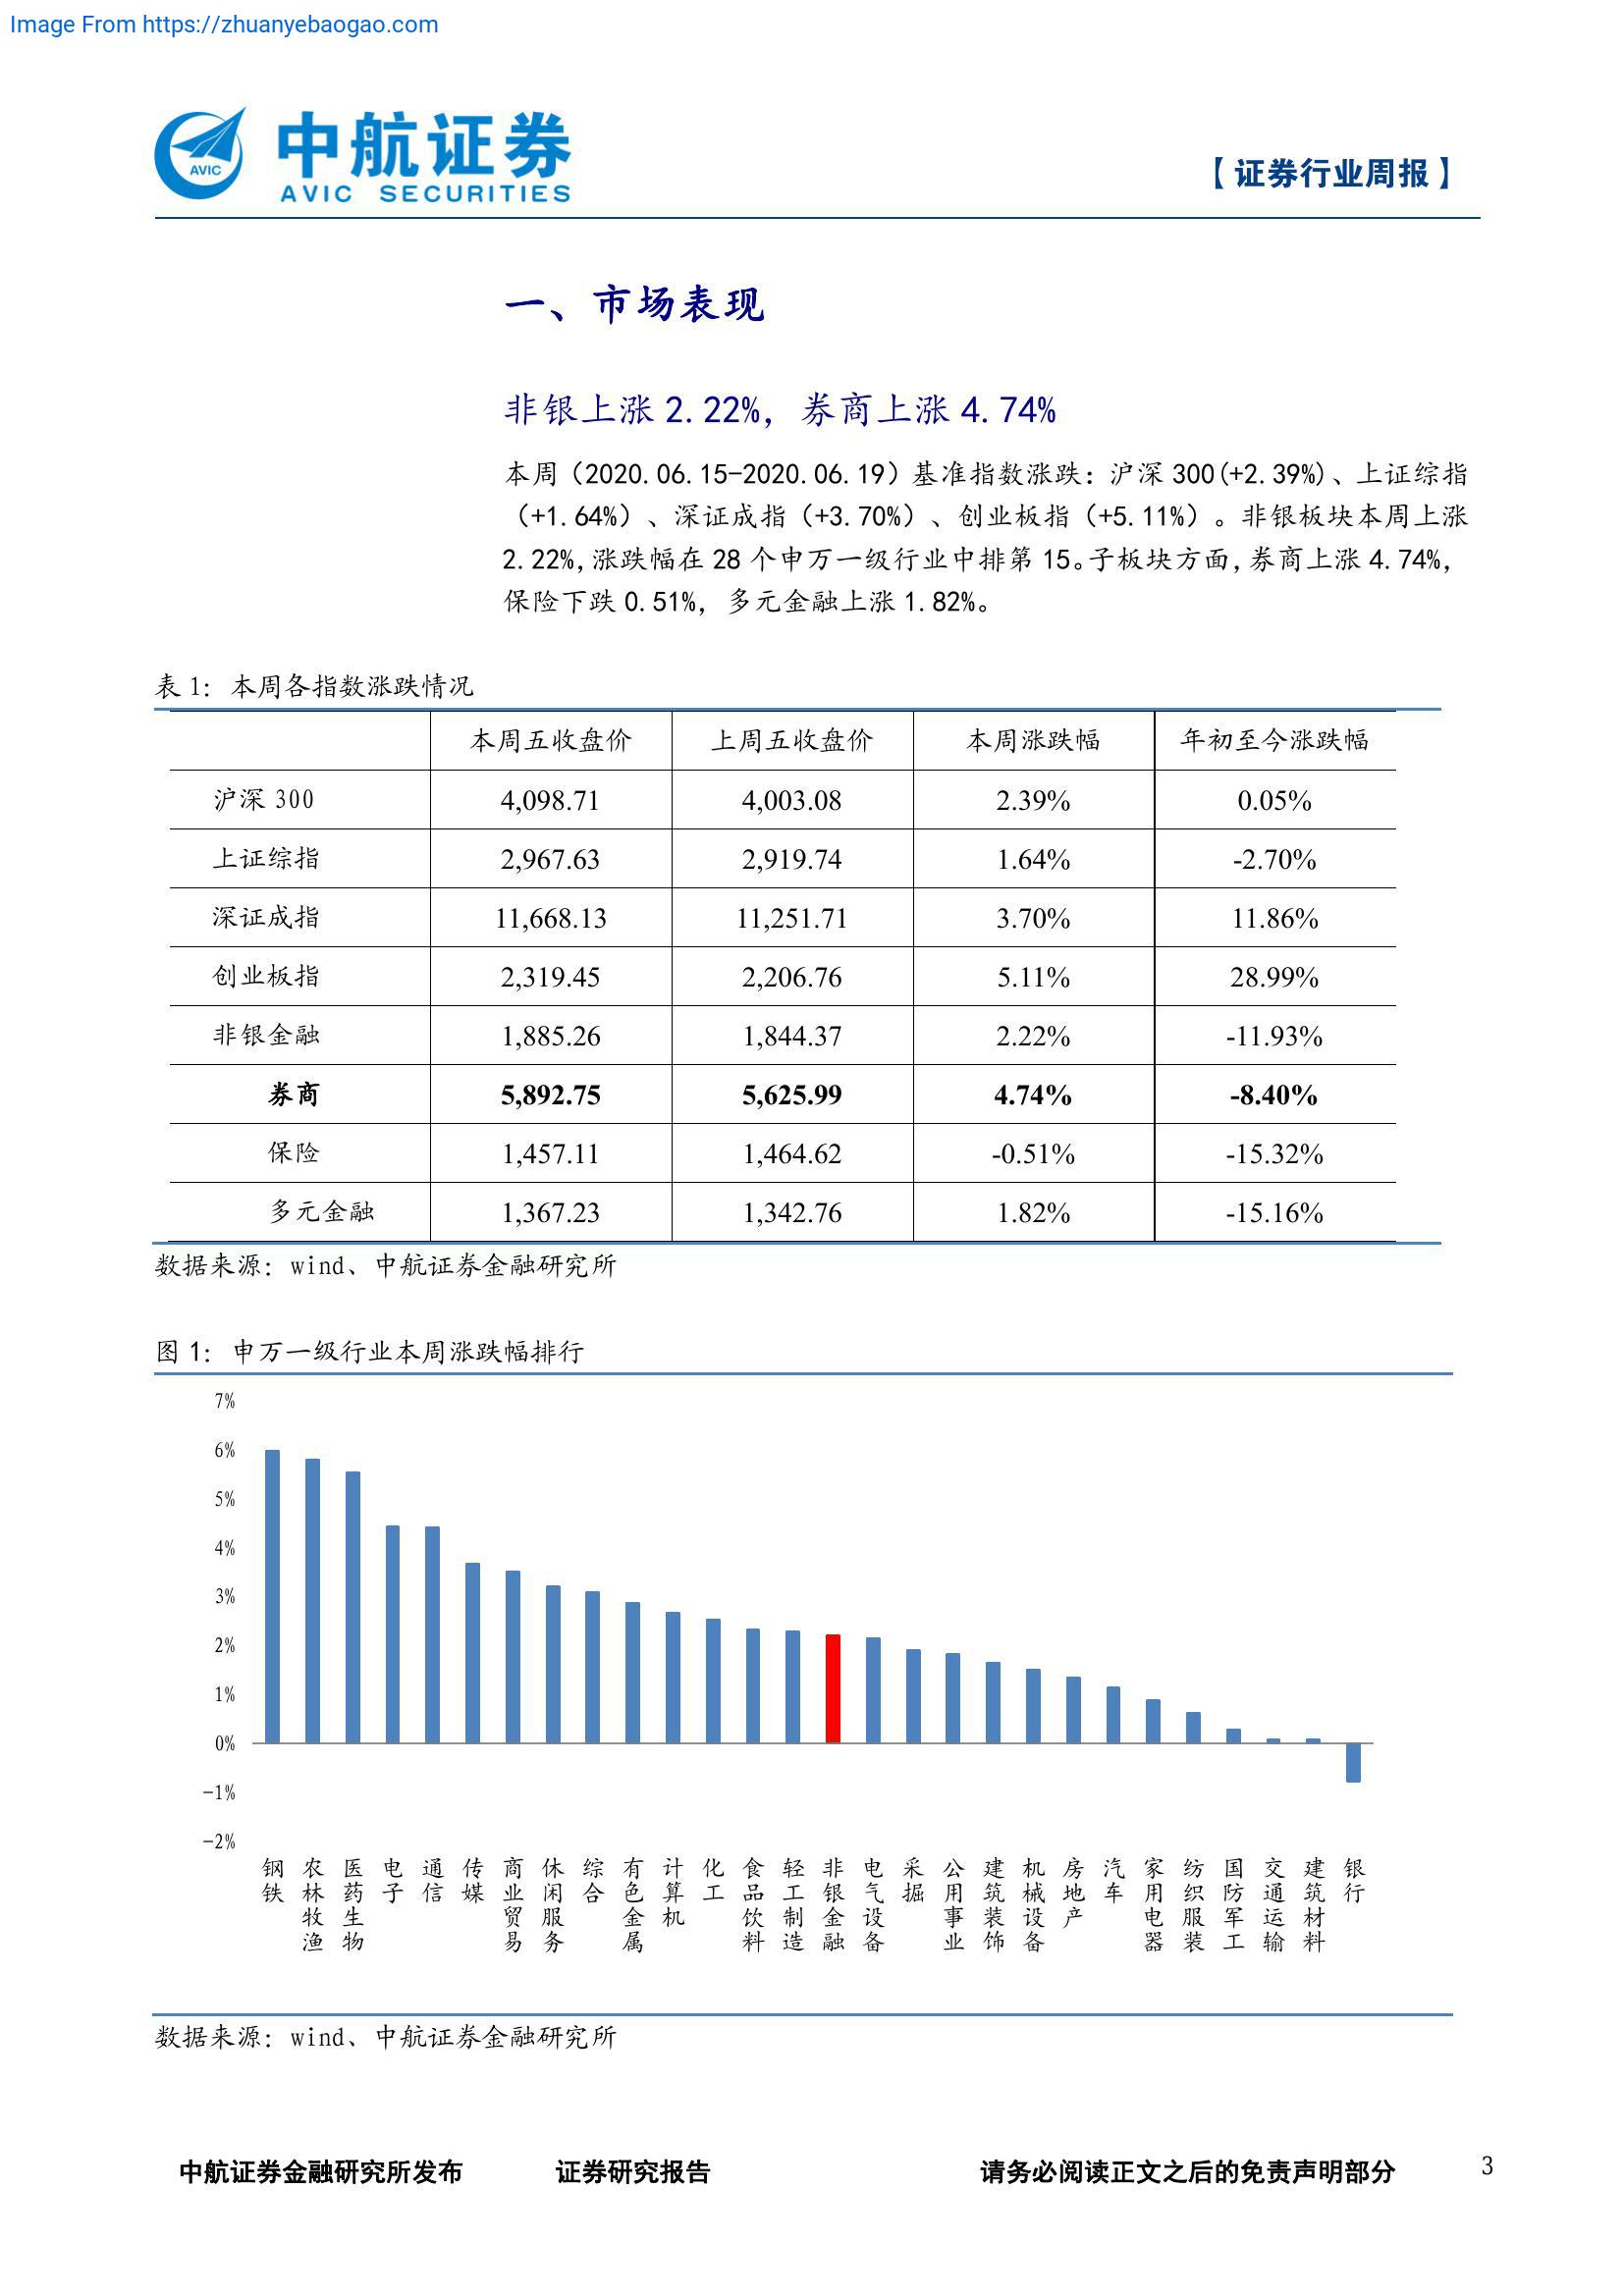 Image From https://zhuanyebaogao.com
AVIC
中航证券
AVIC SECURITIES
【证券行业周报】
一、市场表现
非银上涨 2.22%, 券商上涨 4.74%
本周（2020.06.15-2020.06.19）基准指数涨跌: 沪深 300(+2.39%)、上证综指
（+1.64%）、深证成指（+3.70%）、创业板指（+5.11%）。非银板块本周上涨
2.22%,涨跌幅在 28 个申万一级行业中排第 15。子板块方面,券商上涨 4.74%,
保险下跌 0.51%, 多元金融上涨 1.82%。
表 1: 本周各指数涨跌情况
本周五收盘价 上周五收盘价 本周涨跌幅 年初至今涨跌幅
沪深 300 4,098.71 4,003.08 2.39% 0.05%
上证综指 2,967.63 2,919.74 1.64% -2.70%
深证成指 11,668.13 11,251.71 3.70% 11.86%
创业板指 2,319.45 2,206.76 5.11% 28.99%
非银金融 1,885.26 1,844.37 2.22% -11.93%
券商 5,892.75 5,625.99 4.74% -8.40%
保险 1,457.11 1,464.62 -0.51% -15.32%
多元金融 1,367.23 1,342.76 1.82% -15.16%
数据来源: wind、中航证券金融研究所
图 1: 申万一级行业本周涨跌幅排行
7%
6%
5%
4%
3%
2%
1%
0%
-1%
-2%
钢铁
农林牧渔
医药生物
电子
通信
传媒
商业贸易
休闲服务
综合
有色金属
计算机
化工
食品饮料
轻工制造
非银金融
电气设备
采掘
公用事业
建筑装饰
机械设备
房地产
汽车
家用电器
纺织服装
国防军工
交通运输
建筑材料
银行
数据来源: wind、中航证券金融研究所
中航证券金融研究所发布 证券研究报告 请务必阅读正文之后的免责声明部分 3